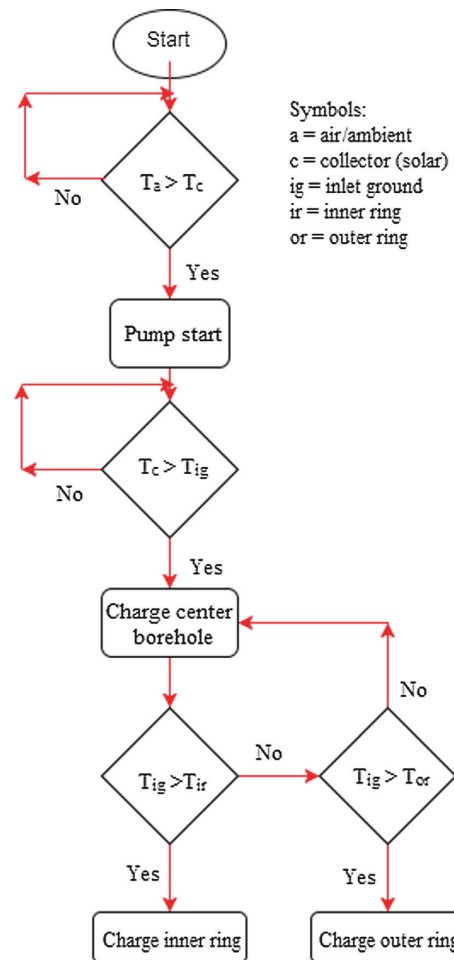 Start
Symbols:
a = air/ambient
c = collector (solar)
ig = inlet ground
ir = inner ring
or = outer ring
Ta > Tc
No
Yes
Pump start
Tc > Tig
No
Yes
Charge center
borehole
No
No
Tig >Tir
Tig > Tor
Yes
Yes
Charge inner ring
Charge outer ring